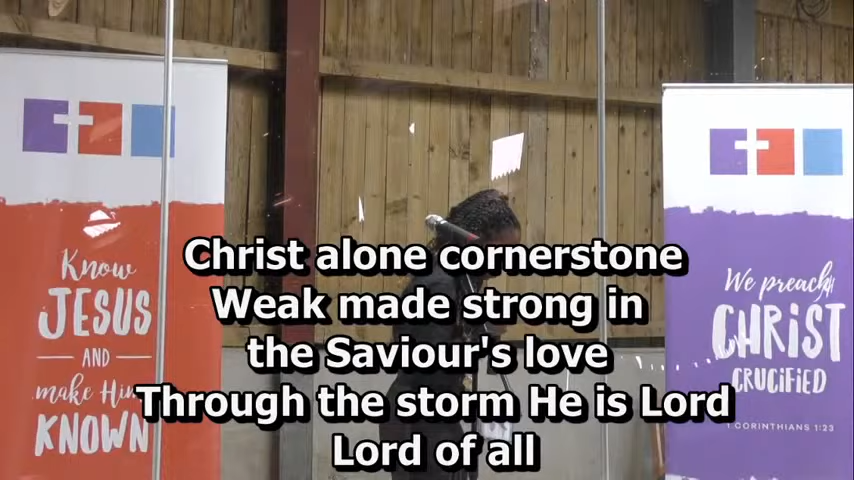 Know
JESUS
AND
make Him
KNOWN
We preach
CHRIST
CRUCIFIED
1 CORINTHIANS 1:23
Christ alone cornerstone
Weak made strong in
the Saviour's love
Through the storm He is Lord
Lord of all